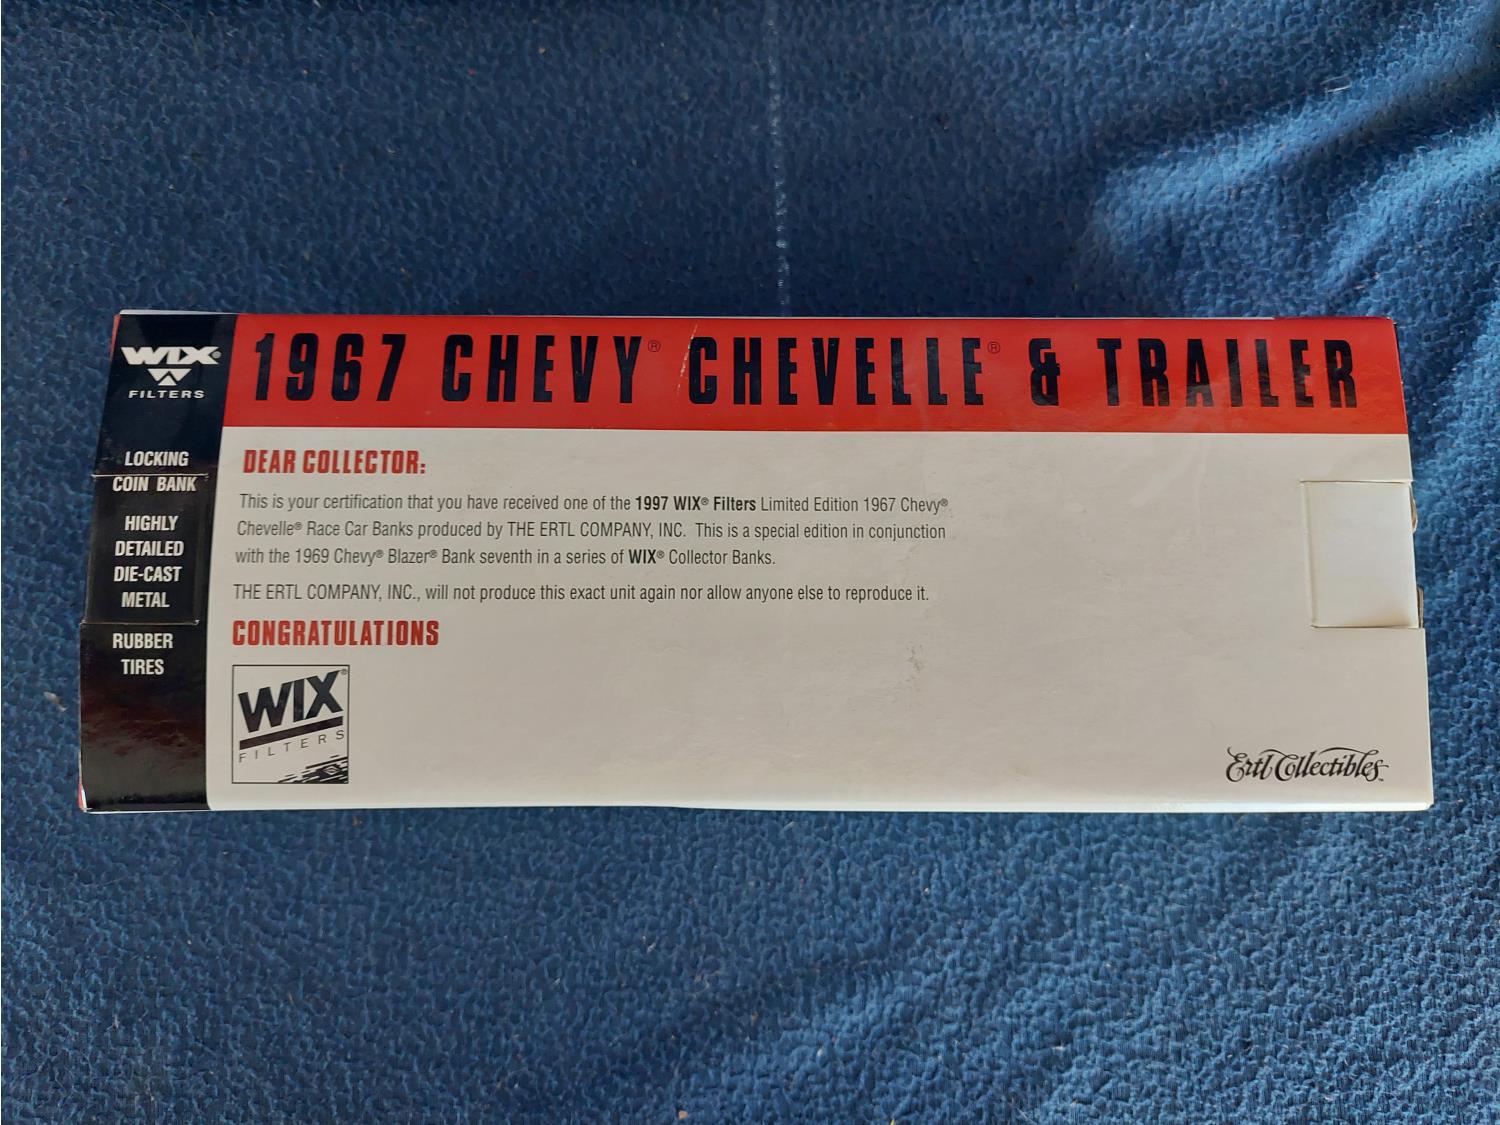 WIX®
FILTERS
1967 CHEVY® CHEVELLE® & TRAILER
LOCKING
COIN BANK
HIGHLY
DETAILED
DIE-CAST
METAL
RUBBER
TIRES
DEAR COLLECTOR:
This is your certification that you have received one of the 1997 WIX® Filters Limited Edition 1967 Chevy®
Chevelle® Race Car Banks produced by THE ERTL COMPANY, INC. This is a special edition in conjunction
with the 1969 Chevy® Blazer® Bank seventh in a series of WIX® Collector Banks.
THE ERTL COMPANY, INC., will not produce this exact unit again nor allow anyone else to reproduce it.
CONGRATULATIONS
WIX®
FILTERS
Ertl Collectibles™